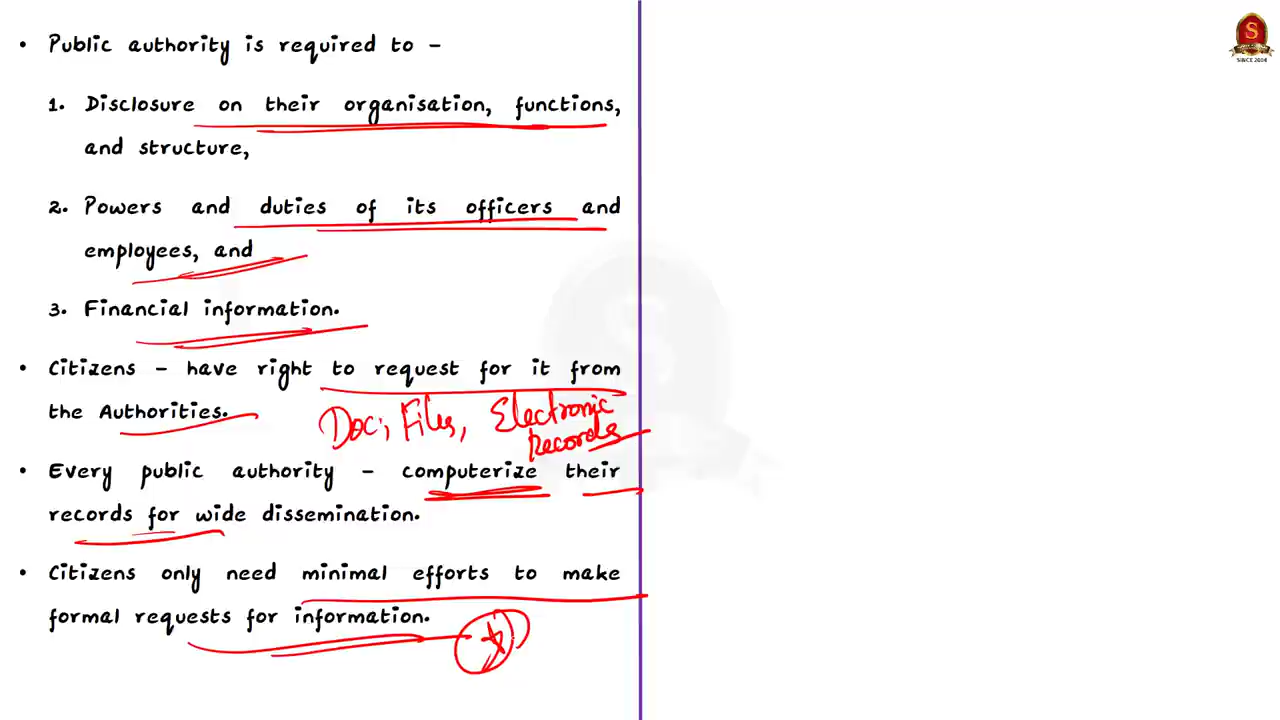 • Public authority is required to –
1. Disclosure on their organisation, functions,
and structure,
2. Powers and duties of its officers and
employees, and
3. Financial information.
• Citizens – have right to request for it from
the Authorities.
Doc, Files, Electronic
Records
• Every public authority – computerize their
records for wide dissemination.
• Citizens only need minimal efforts to make
formal requests for information.
S
SINCE 2004